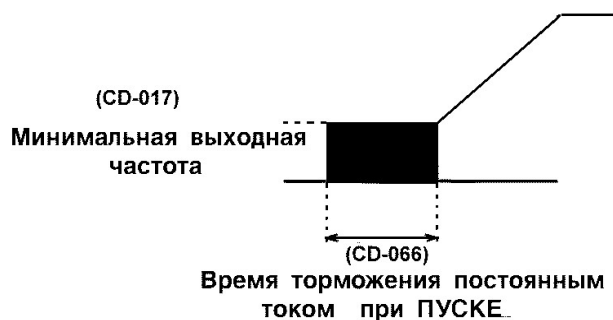 (CD-017)
Минимальная выходная
частота
(CD-066)
Время торможения постоянным
током при ПУСКЕ